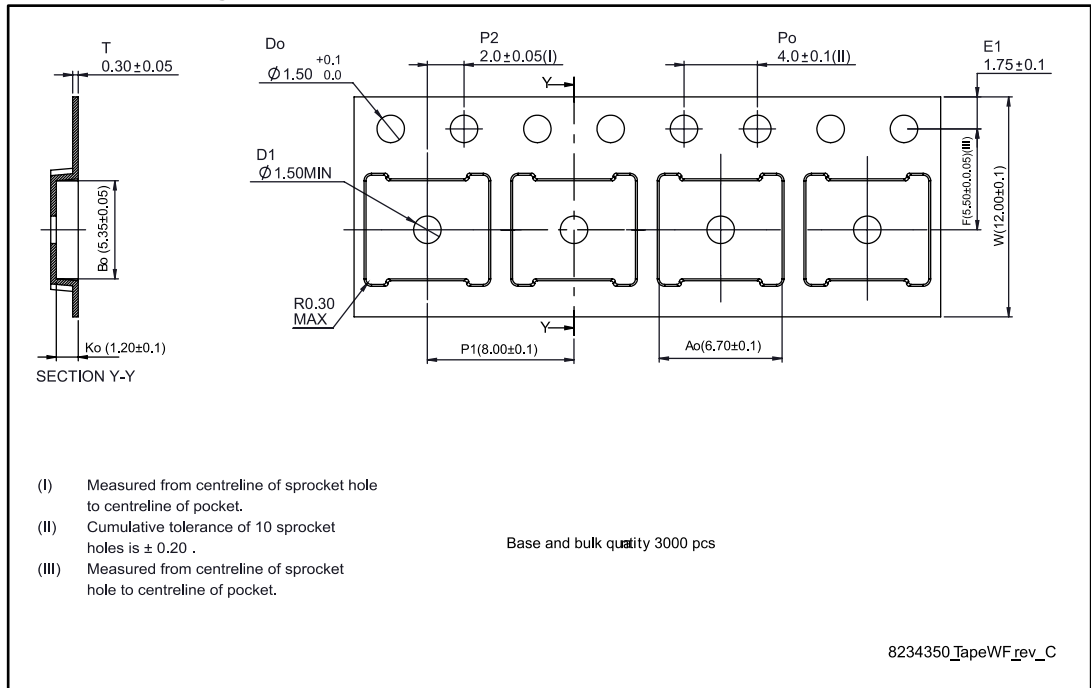 T
0.30±0.05
Do
Ø1.50 +0.1 0.0
P2
2.0±0.05(I)
Po
4.0±0.1(II)
E1
1.75±0.1
Y
D1
Ø1.50MIN
Bo (5.35±0.05)
F(5.50±0.0.05)(III)
W(12.00±0.1)
R0.30
MAX
Y
Ko (1.20±0.1)
P1(8.00±0.1)
Ao(6.70±0.1)
SECTION Y-Y
(I) Measured from centreline of sprocket hole
to centreline of pocket.
(II) Cumulative tolerance of 10 sprocket
holes is ± 0.20 .
(III) Measured from centreline of sprocket
hole to centreline of pocket.
Base and bulk quatity 3000 pcs
8234350_TapeWF_rev_C